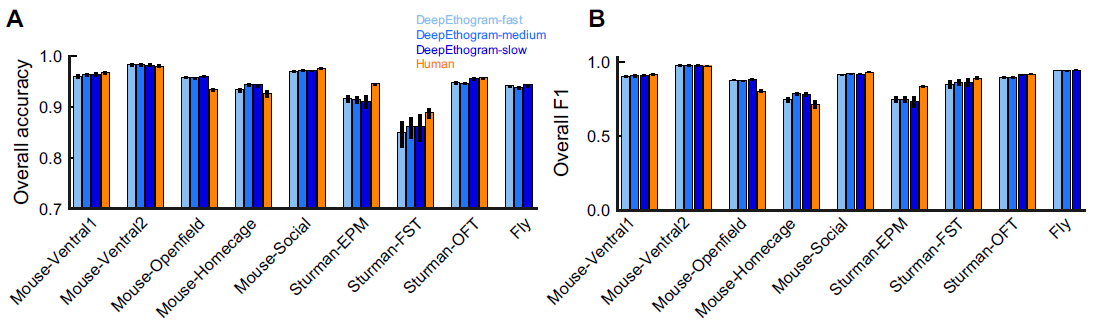 A
DeepEthogram-fast
DeepEthogram-medium
DeepEthogram-slow
Human
Overall accuracy
1.0
0.9
0.8
0.7
Mouse-Ventral1
Mouse-Ventral2
Mouse-Openfield
Mouse-Homecage
Mouse-Social
Sturman-EPM
Sturman-FST
Sturman-OFT
Fly
B
Overall F1
1.0
0.5
0.0
Mouse-Ventral1
Mouse-Ventral2
Mouse-Openfield
Mouse-Homecage
Mouse-Social
Sturman-EPM
Sturman-FST
Sturman-OFT
Fly